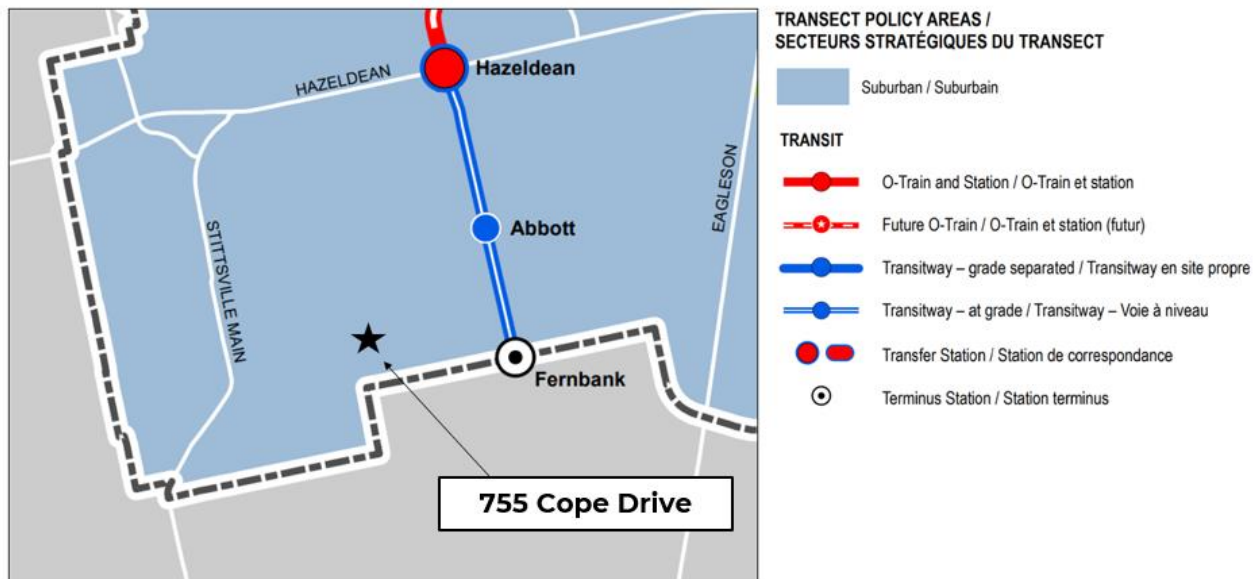 Hazeldean
HAZELDEAN
EAGLESON
Abbott
STITTSVILLE MAIN
Fernbank
755 Cope Drive
TRANSECT POLICY AREAS /
SECTEURS STRATÉGIQUES DU TRANSECT
Suburban / Suburbain
TRANSIT
O-Train and Station / O-Train et station
Future O-Train / O-Train et station (futur)
Transitway – grade separated / Transitway en site propre
Transitway – at grade / Transitway – Voie à niveau
Transfer Station / Station de correspondance
Terminus Station / Station terminus